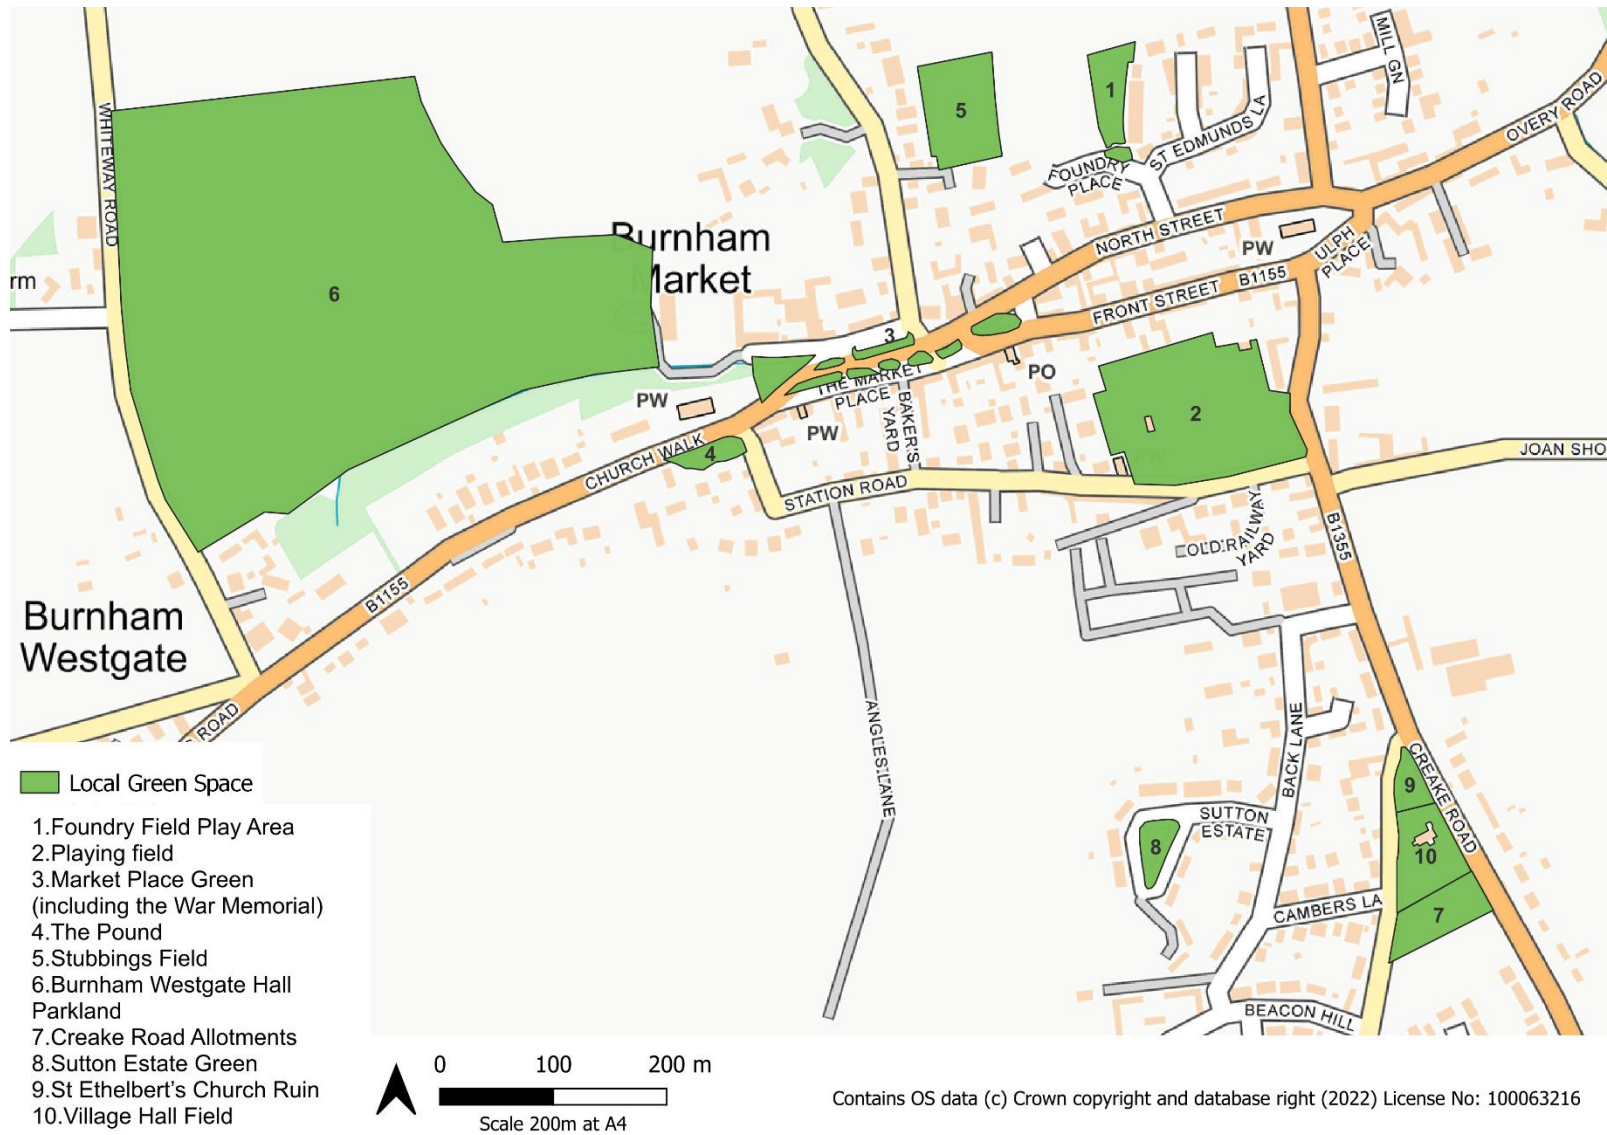 MILL GN
OVERY ROAD
WHITEWAY ROAD
5
1
ST EDMUNDS LA
FOUNDRY
PLACE
Burnham
Market
NORTH STREET
PW
ULPH
PLACE
rm
6
FRONT STREET
B1155
3
THE MARKET
PLACE
PO
PW
BAKER'S
YARD
PW
2
CHURCH WALK
4
STATION ROAD
JOAN SHO
OLD RAILWAY
YARD
B1355
B1155
Burnham
Westgate
ROAD
ANGLES LANE
BACK LANE
CREAKE ROAD
9
SUTTON
ESTATE
8
10
CAMBERS LA
7
BEACON HILL
Local Green Space
1.Foundry Field Play Area
2.Playing field
3.Market Place Green
(including the War Memorial)
4.The Pound
5.Stubbings Field
6.Burnham Westgate Hall
Parkland
7.Creake Road Allotments
8.Sutton Estate Green
9.St Ethelbert's Church Ruin
10.Village Hall Field
0 100 200 m
Scale 200m at A4
Contains OS data (c) Crown copyright and database right (2022) License No: 100063216